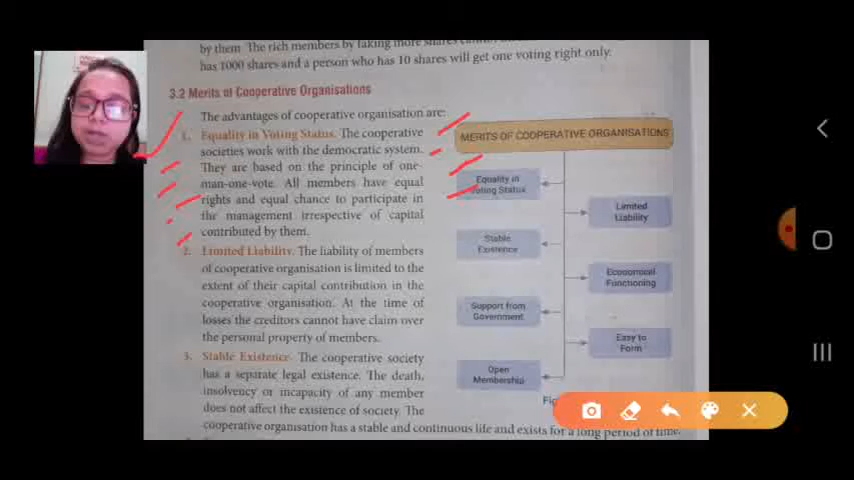 by them The rich members by taking more shares
has 1000 shares and a person who has 10 shares will get one voting right only.
3.2 Merits of Cooperative Organisations
The advantages of cooperative organisation are:
1. Equality in Voting Status. The cooperative
societies work with the democratic system.
They are based on the principle of one-
man-one-vote. All members have equal
rights and equal chance to participate in
the management irrespective of capital
contributed by them.
2. Limited Liability. The liability of members
of cooperative organisation is limited to the
extent of their capital contribution in the
cooperative organisation. At the time of
losses the creditors cannot have claim over
the personal property of members.
3. Stable Existence. The cooperative society
has a separate legal existence. The death,
insolvency or incapacity of any member
does not affect the existence of society. The
cooperative organisation has a stable and continuous life and exists for a long period of time.
MERITS OF COOPERATIVE ORGANISATIONS
Equality in
Voting Status
Limited
Liability
Stable
Existence
Economical
Functioning
Support from
Government
Easy to
Form
Open
Membership